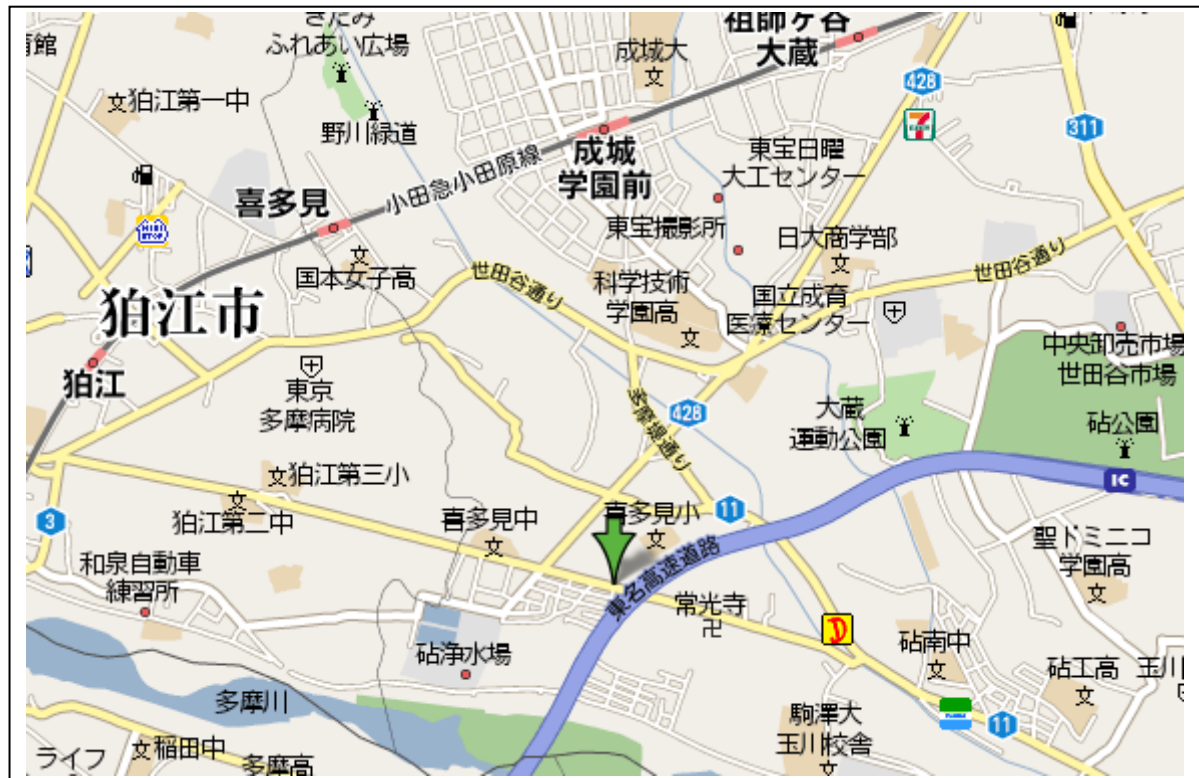 きたみ
ふれあい広場
祖師ヶ谷
大蔵
育館
成城大
428
狛江第一中
野川緑道
311
小田急小田原線
成城
学園前
東宝日曜
大工センター
喜多見
東宝撮影所
日大商学部
国本女子高
世田谷通り
科学技術
学園高
世田谷通り
国立成育
医療センター
狛江市
中央卸売市場
世田谷市場
狛江
東京
多摩病院
428
多摩堤通り
大蔵
運動公園
砧公園
狛江第三小
IC
3
狛江第二中
喜多見中
喜多見小
11
聖ドミニコ
学園高
和泉自動車
練習所
東名高速道路
常光寺
砧浄水場
砧南中
砧工高
玉川
多摩川
駒澤大
玉川校舎
11
ライフ
稲田中
多摩高